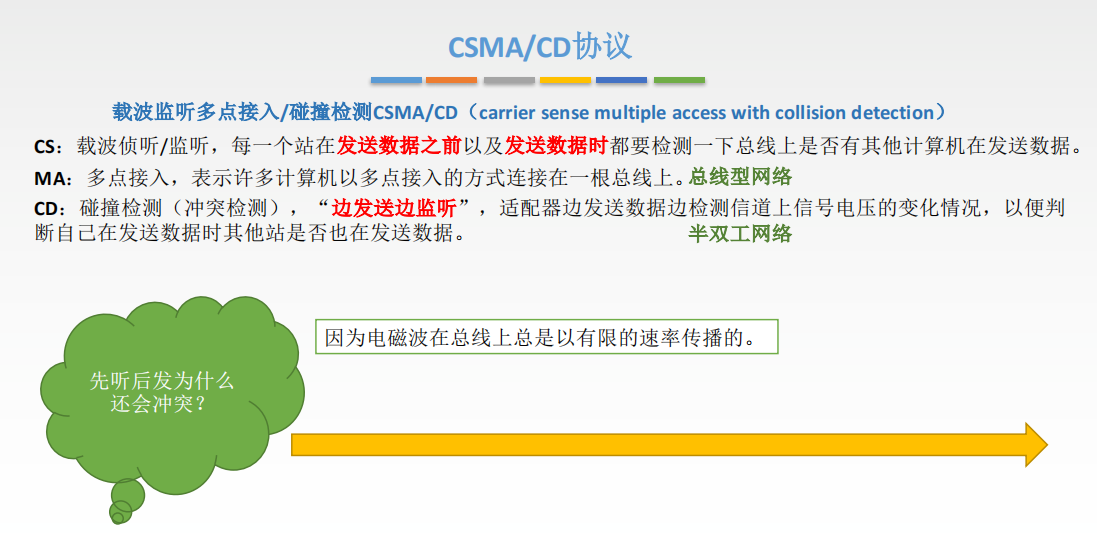 CSMA/CD协议
载波监听多点接入/碰撞检测CSMA/CD（carrier sense multiple access with collision detection）
CS：载波侦听/监听，每一个站在发送数据之前以及发送数据时都要检测一下总线上是否有其他计算机在发送数据。
MA：多点接入，表示许多计算机以多点接入的方式连接在一根总线上。总线型网络
CD：碰撞检测（冲突检测），“边发送边监听”，适配器边发送数据边检测信道上信号电压的变化情况，以便判
断自己在发送数据时其他站是否也在发送数据。 半双工网络
因为电磁波在总线上总是以有限的速率传播的。
先听后发为什么
还会冲突？